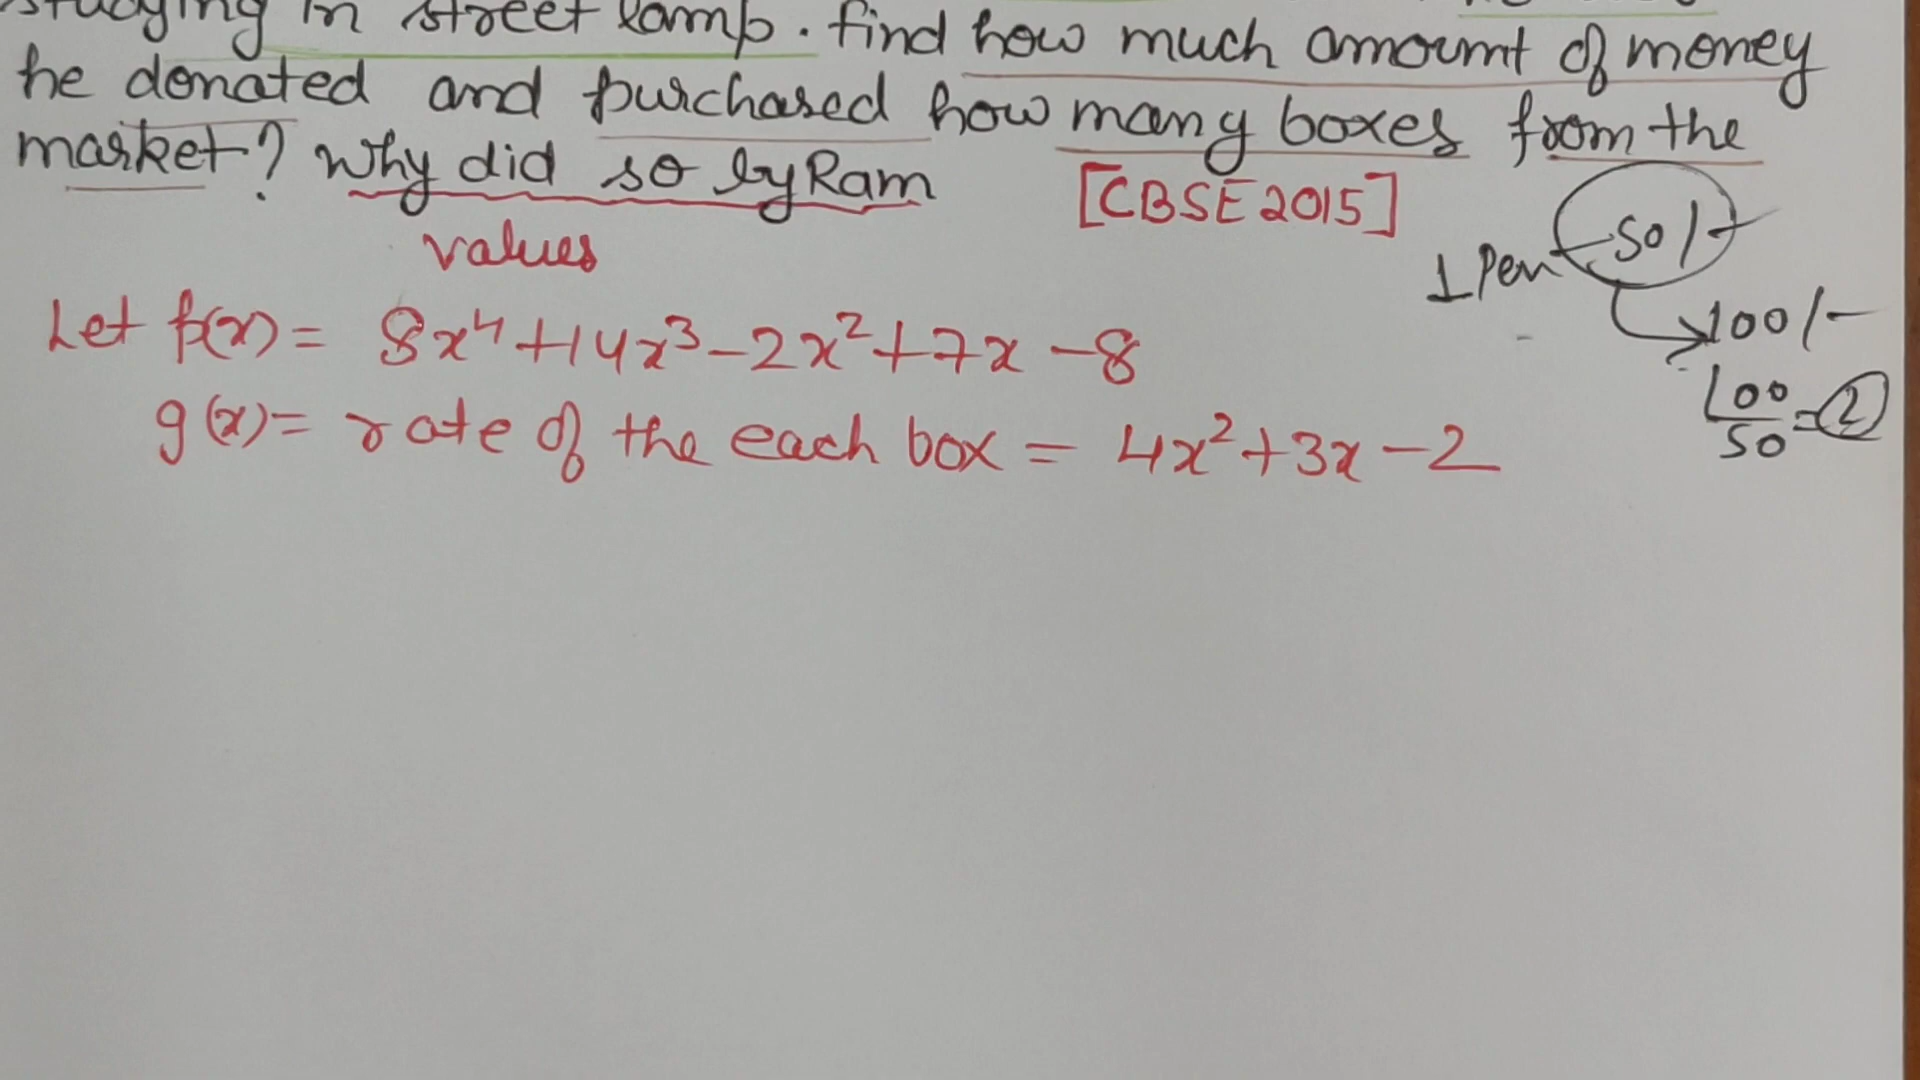 studying in street lamp. find how much amount of money
he donated and purchased how many boxes from the
market? Why did so by Ram [CBSE 2015]
values
1 Pen - 50/-
100/-
100/50 = 2
Let f(x) = 8x⁴+14x³-2x²+7x-8
g(x) = rate of the each box = 4x²+3x-2